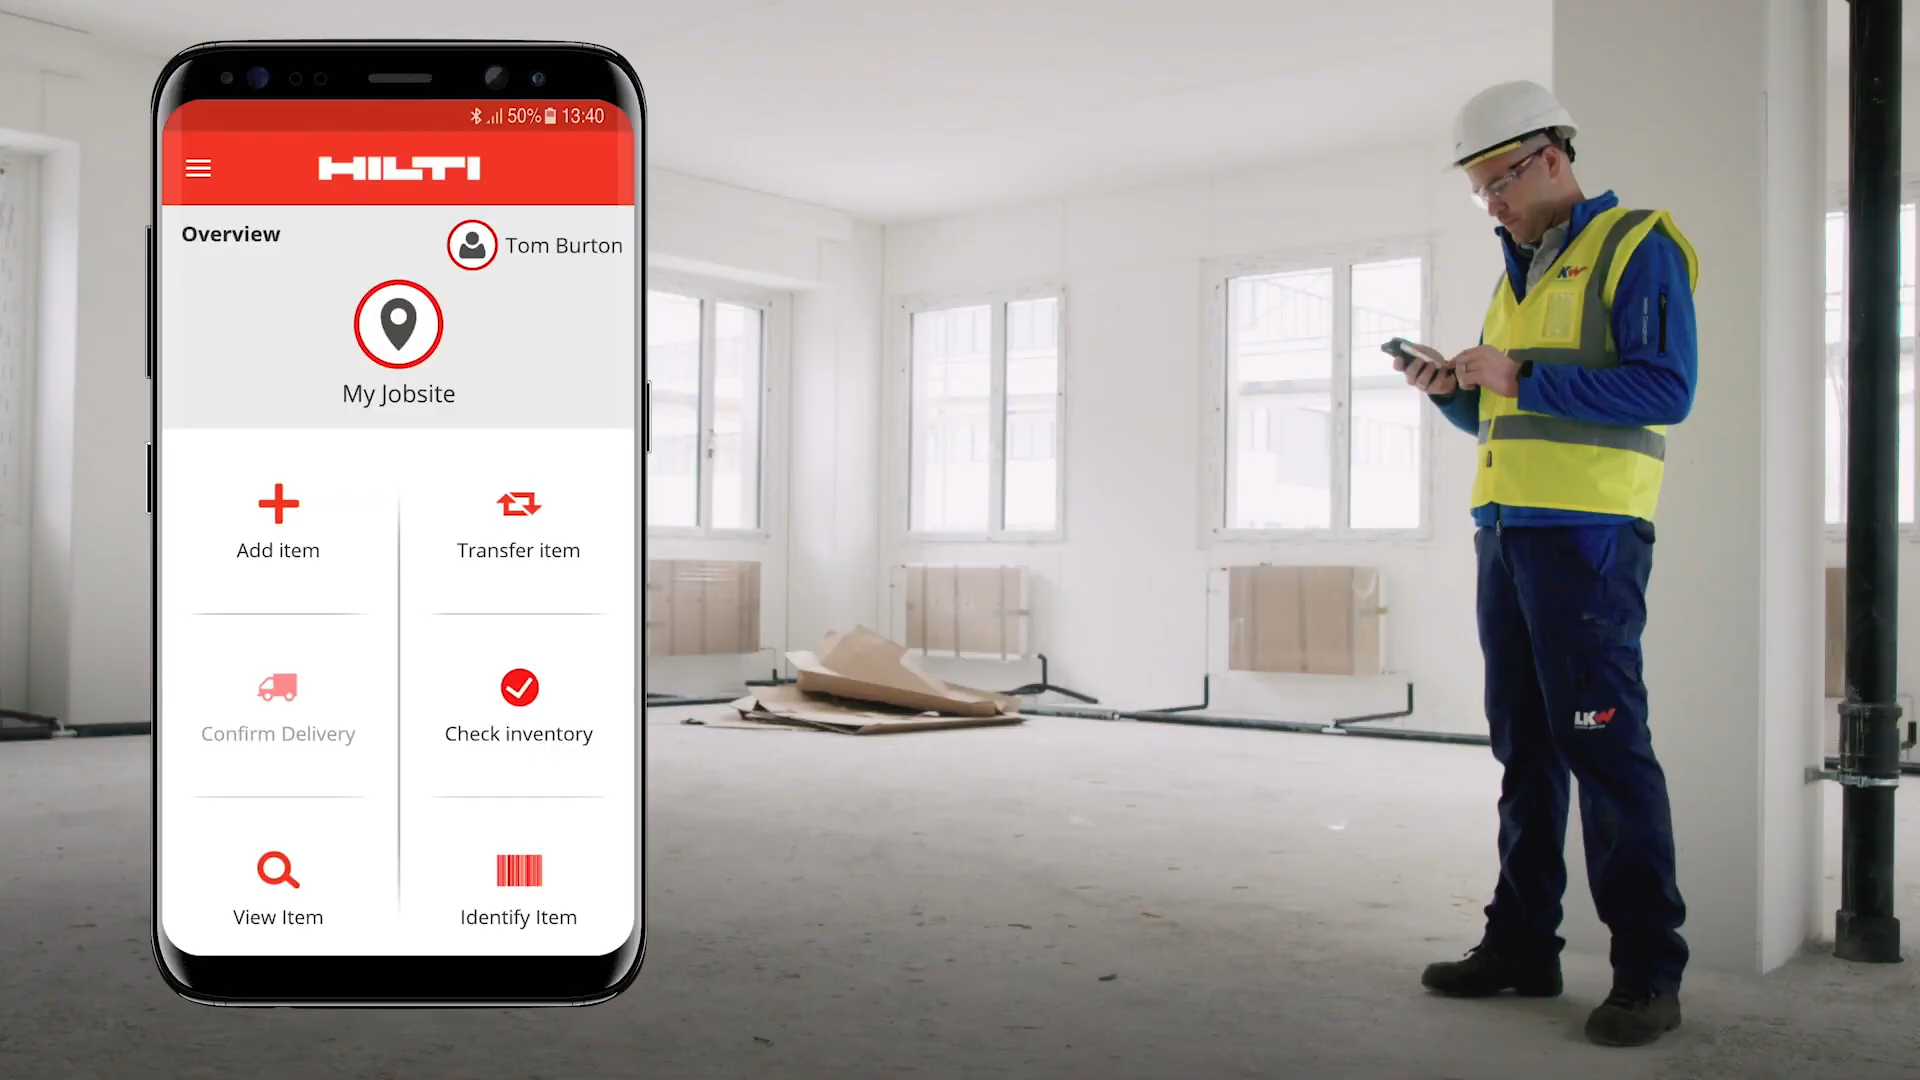 50% 13:40
HILTI
Overview
Tom Burton
My Jobsite
Add item
Transfer item
Confirm Delivery
Check inventory
View Item
Identify Item
KW
LKW